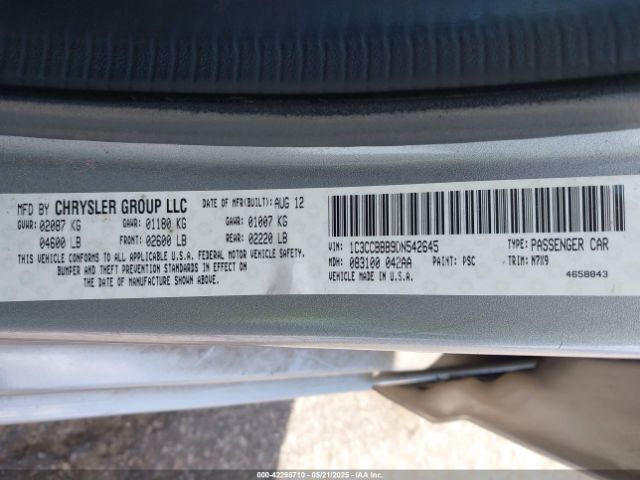 MFD BY CHRYSLER GROUP LLC DATE OF MFR(BUILT): AUG 12
GVWR: 02087 KG GAWR: 01180 KG GAWR: 01007 KG
04600 LB FRONT: 02600 LB REAR: 02220 LB
THIS VEHICLE CONFORMS TO ALL APPLICABLE U.S.A. FEDERAL MOTOR VEHICLE SAFETY,
BUMPER AND THEFT PREVENTION STANDARDS IN EFFECT ON
THE DATE OF MANUFACTURE SHOWN ABOVE.
VIN: 1C3CCBBB9DN542645 TYPE: PASSENGER CAR
MDH: 083100 042AA PAINT: PSC TRIM: M7X9
VEHICLE MADE IN U.S.A. 4658843
000-42298710 - 05/21/2025 - IAA Inc.